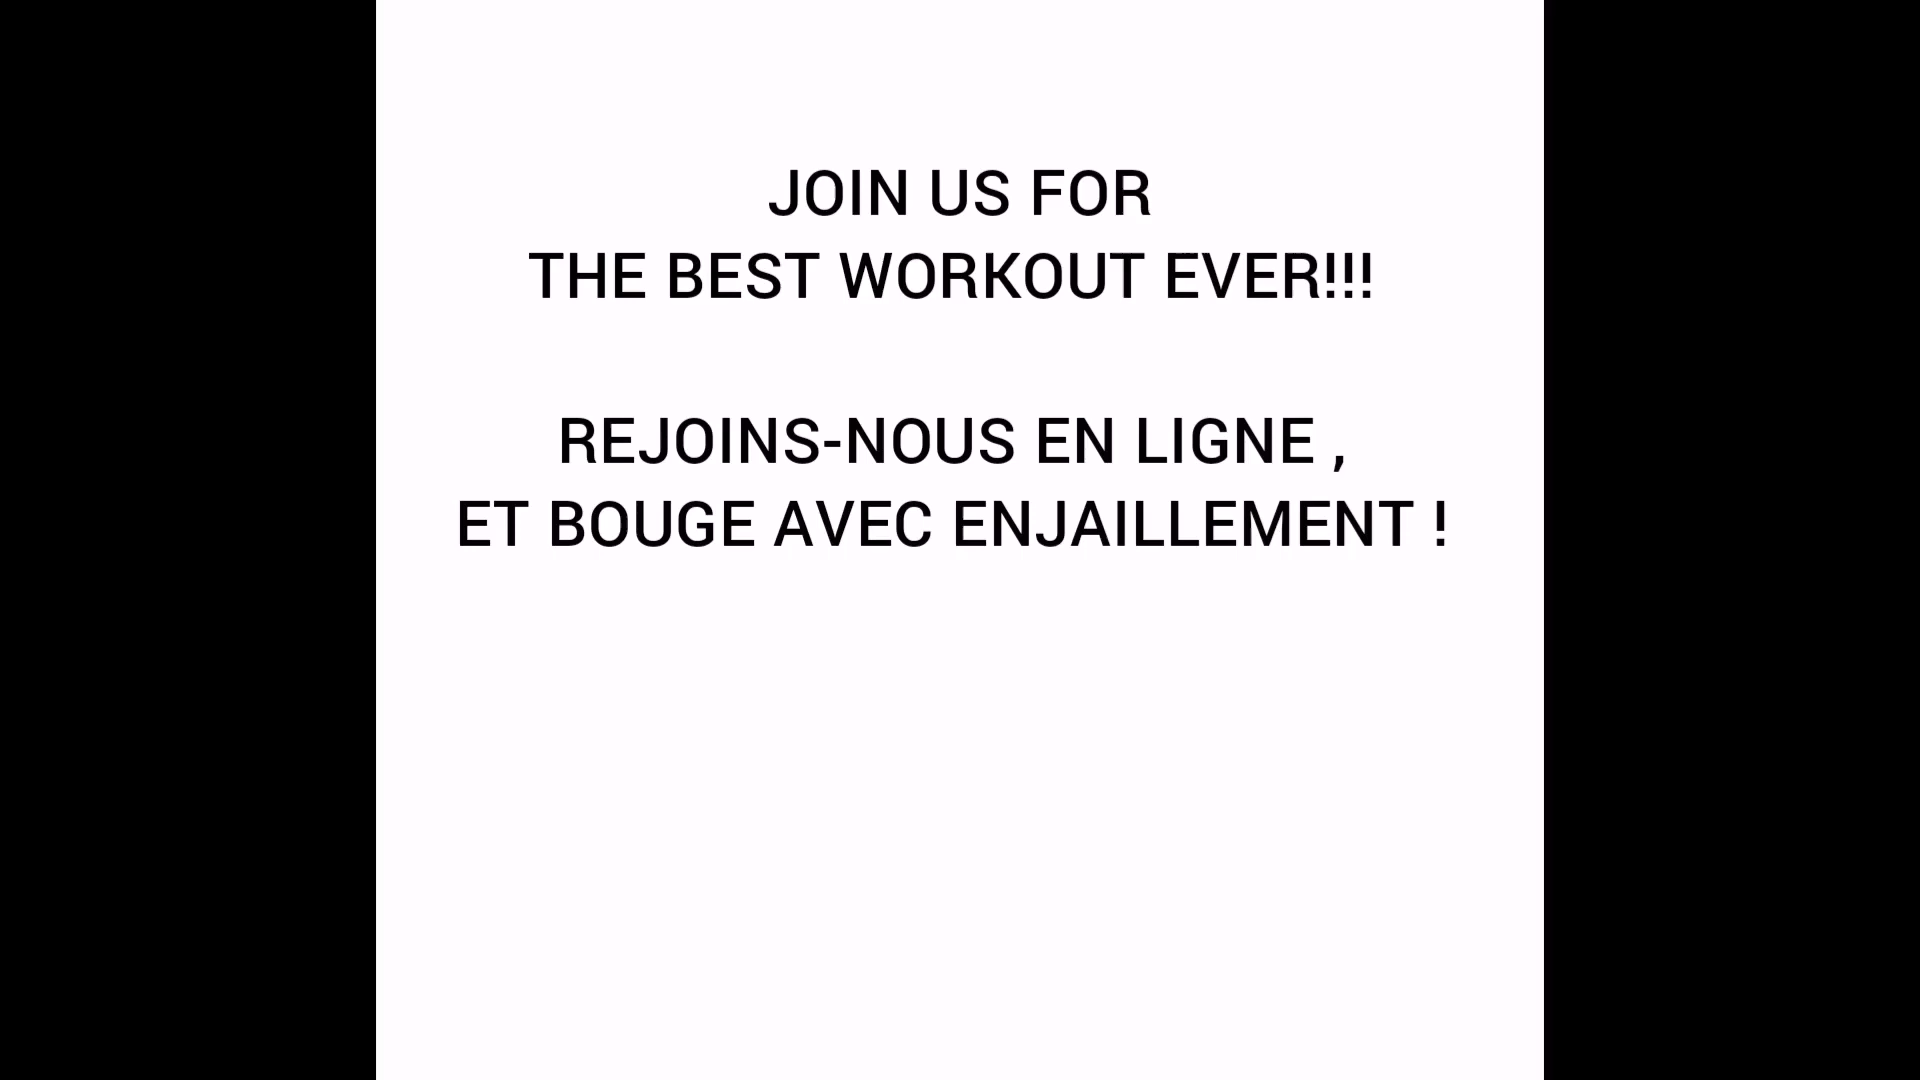 JOIN US FOR
THE BEST WORKOUT EVER!!!
REJOINS-NOUS EN LIGNE ,
ET BOUGE AVEC ENJAILLEMENT !